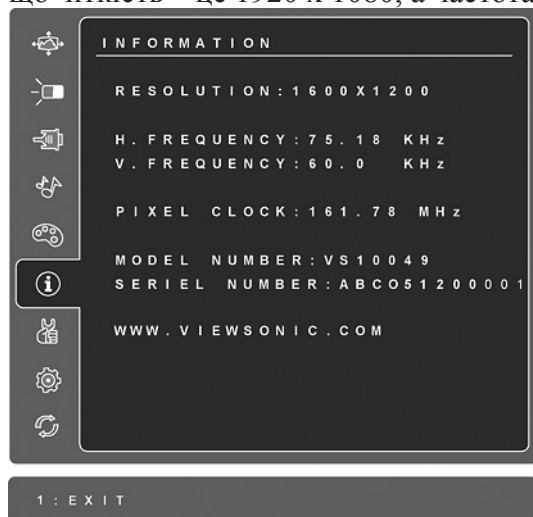 INFORMATION
RESOLUTION:1600X1200
H.FREQUENCY:75.18 KHz
V.FREQUENCY:60.0 KHz
PIXEL CLOCK:161.78 MHz
MODEL NUMBER:VS10049
SERIEL NUMBER:ABCO51200001
WWW.VIEWSONIC.COM
1:EXIT